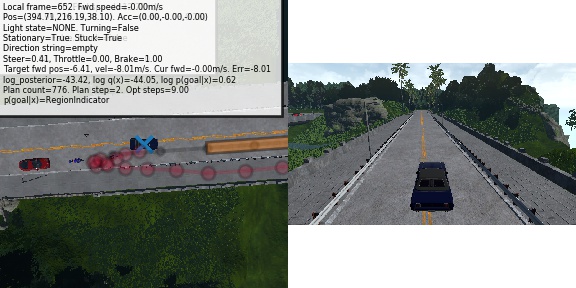 Local frame=652: Fwd speed=-0.00m/s
Pos=(394.71,216.19,38.10). Acc=(0.00,-0.00,-0.00)
Light state=NONE. Turning=False
Stationary=True. Stuck=True
Direction string=empty
Steer=0.41, Throttle=0.00, Brake=1.00
Target fwd pos=-6.41, vel=-8.01m/s. Cur fwd=-0.00m/s. Err=-8.01
log_posterior=-43.42, log q(x)=-44.05, log p(goal|x)=0.62
Plan count=776. Plan step=2. Opt steps=9.00
p(goal|x)=RegionIndicator